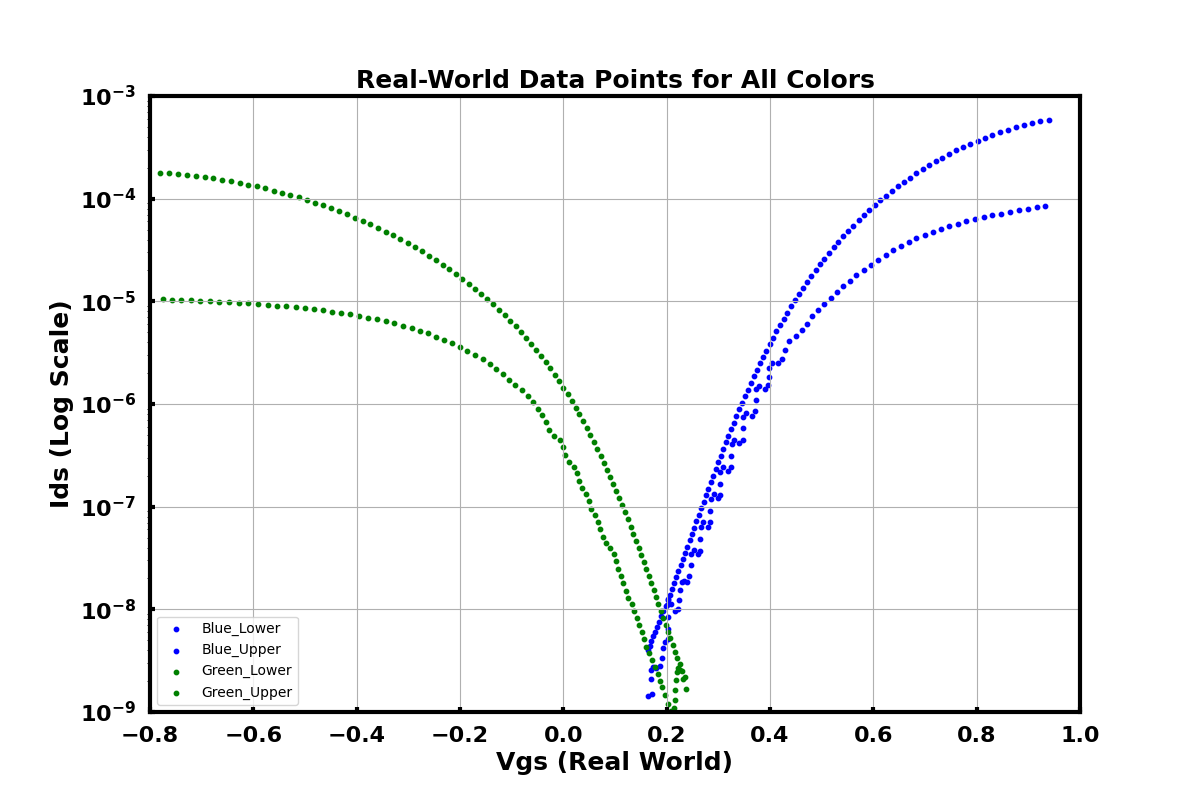 Real-World Data Points for All Colors
10⁻³
10⁻⁴
10⁻⁵
10⁻⁶
10⁻⁷
10⁻⁸
10⁻⁹
Ids (Log Scale)
Blue_Lower
Blue_Upper
Green_Lower
Green_Upper
−0.8 −0.6 −0.4 −0.2 0.0 0.2 0.4 0.6 0.8 1.0
Vgs (Real World)